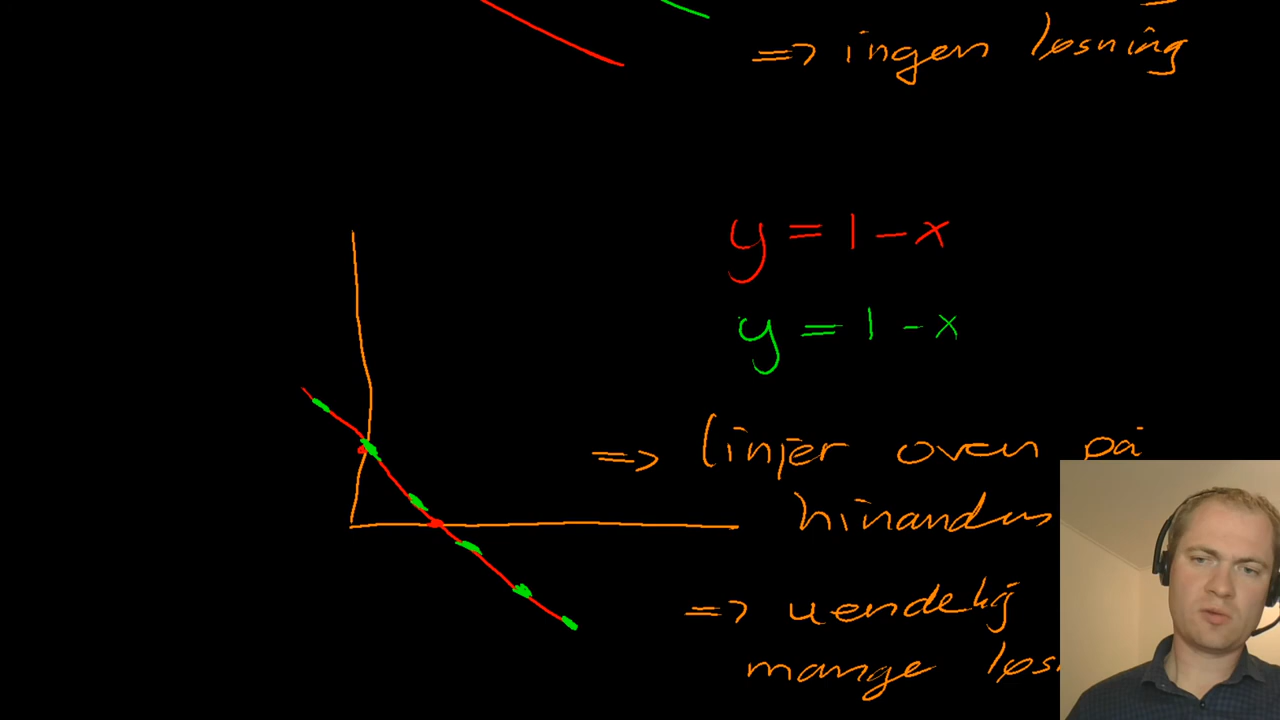 => ingen løsning
y = 1 - x
y = 1 - x
=> linjer oven på
hinanden
=> uendelig
mange løs